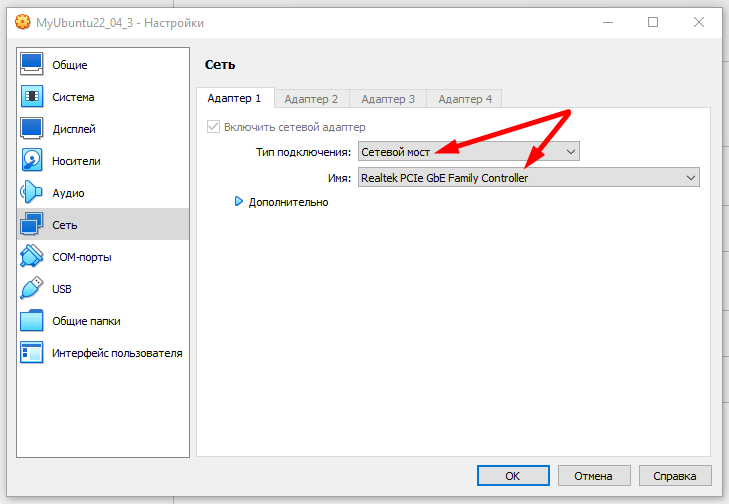 MyUbuntu22_04_3 - Настройки
Общие
Система
Дисплей
Носители
Аудио
Сеть
COM-порты
USB
Общие папки
Интерфейс пользователя
Сеть
Адаптер 1 Адаптер 2 Адаптер 3 Адаптер 4
Включить сетевой адаптер
Тип подключения: Сетевой мост
Имя: Realtek PCIe GbE Family Controller
Дополнительно
OK Отмена Справка